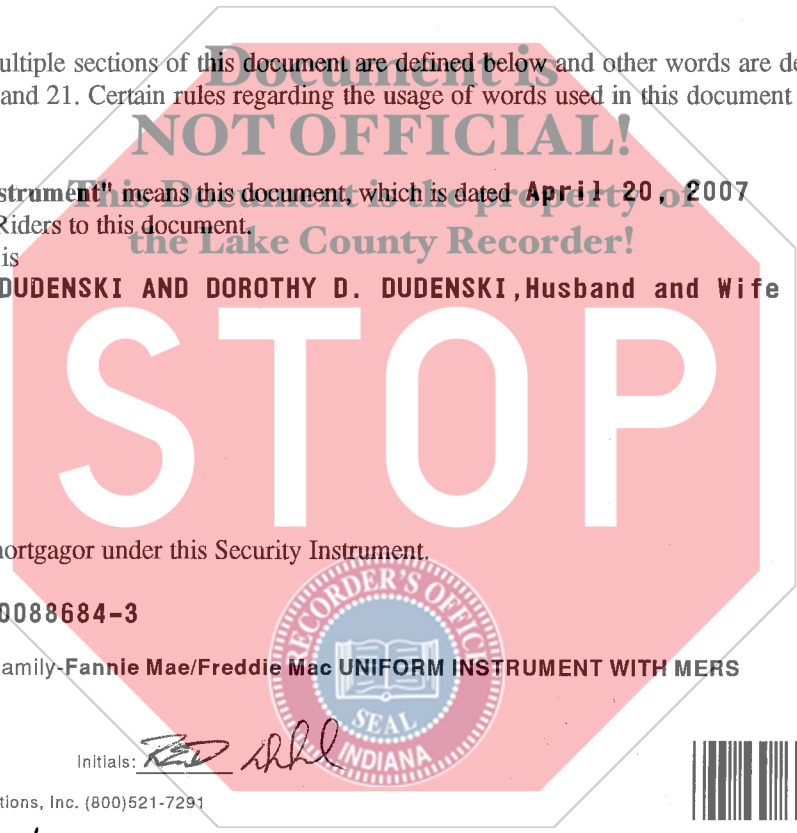 ultiple sections of this document are defined below and other words are de
Document is
and 21. Certain rules regarding the usage of words used in this document
NOT OFFICIAL!
strument" means this document, which is dated April 20, 2007
This Document is the property of
Riders to this document.
the Lake County Recorder!
is
DUDENSKI AND DOROTHY D. DUDENSKI,Husband and Wife
STOP
ortgagor under this Security Instrument.
RECORDER'S OFFICE
0088684-3
amily-Fannie Mae/Freddie Mac UNIFORM INSTRUMENT WITH MERS
SEAL
INDIANA
Initials:
tions, Inc. (800)521-7291